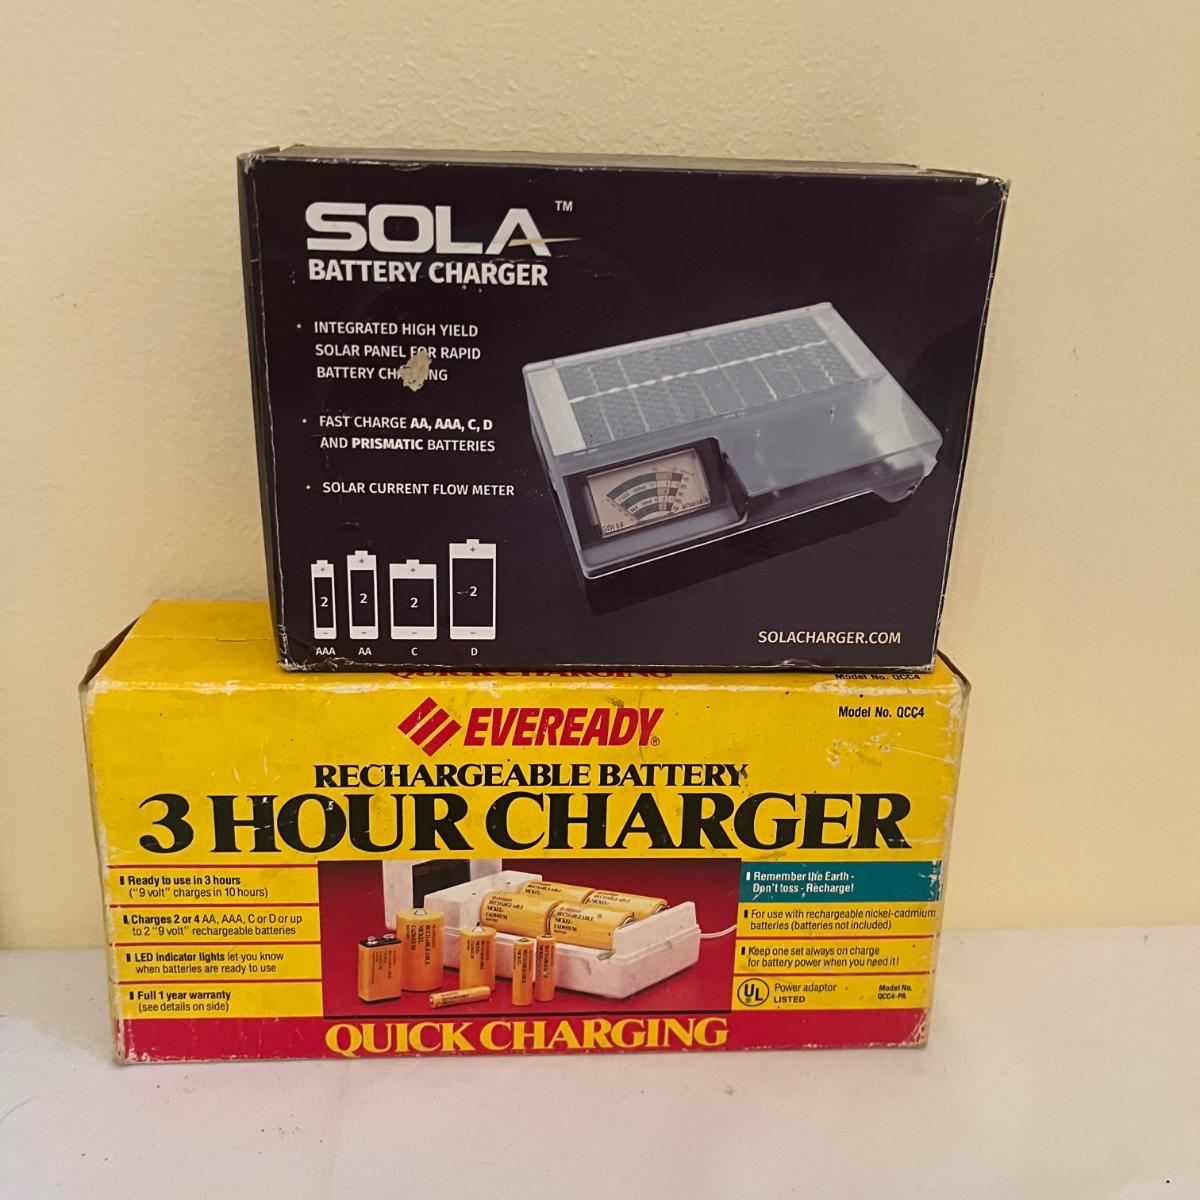 SOLA™
BATTERY CHARGER
• INTEGRATED HIGH YIELD
SOLAR PANEL FOR RAPID
BATTERY
• FAST CHARGE AA, AAA, C, D
AND PRISMATIC BATTERIES
• SOLAR CURRENT FLOW METER
2 2 2 2
AAA AA C D
SOLACHARGER.COM
QUICK CHARGING
Model No. QCC4
EVEREADY®
Model No. QCC4
RECHARGEABLE BATTERY
3 HOUR CHARGER
Ready to use in 3 hours
("9 volt" charges in 10 hours)
Charges 2 or 4 AA, AAA, C or D or up
to 2 "9 volt" rechargeable batteries
LED indicator lights let you know
when batteries are ready to use
Full 1 year warranty
(see details on side)
RECHARGEABLE
NICKEL-
CADMIUM
Remember the Earth -
Don't toss - Recharge!
For use with rechargeable nickel-cadmium
batteries (batteries not included)
Keep one set always on charge
for battery power when you need it!
UL
Power adaptor
LISTED
Model No.
QCC4-PA
QUICK CHARGING